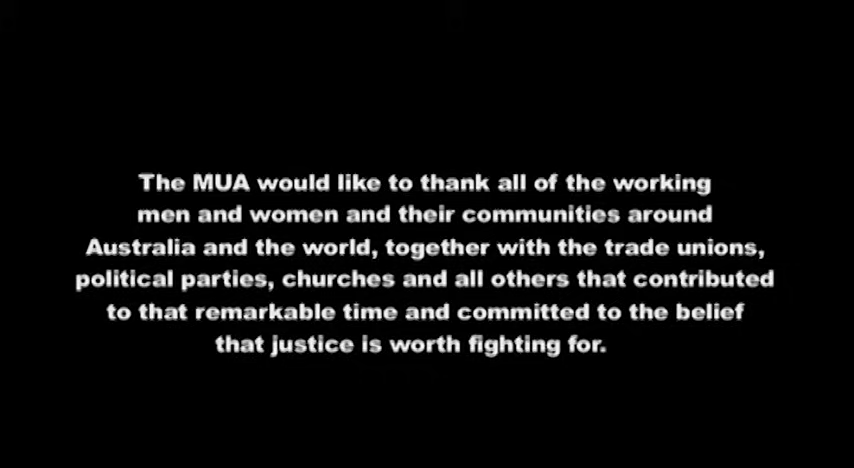 The MUA would like to thank all of the working
men and women and their communities around
Australia and the world, together with the trade unions,
political parties, churches and all others that contributed
to that remarkable time and committed to the belief
that justice is worth fighting for.